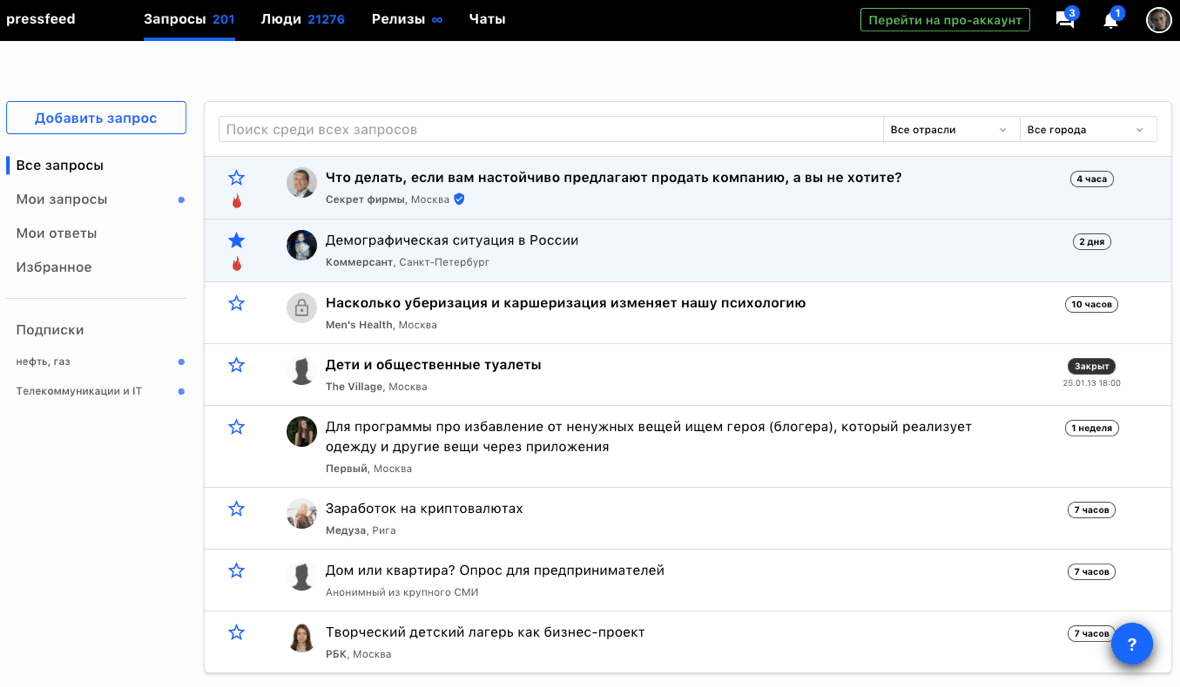 pressfeed
Запросы 201
Люди 21276
Релизы ∞
Чаты
Перейти на про-аккаунт
3
1
Добавить запрос
Все запросы
Мои запросы
Мои ответы
Избранное
Подписки
нефть, газ
Телекоммуникации и IT
Поиск среди всех запросов
Все отрасли
Все города
Что делать, если вам настойчиво предлагают продать компанию, а вы не хотите?
4 часа
Секрет фирмы, Москва
Демографическая ситуация в России
2 дня
Коммерсант, Санкт-Петербург
Насколько уберизация и каршеризация изменяет нашу психологию
10 часов
Men's Health, Москва
Дети и общественные туалеты
Закрыт
The Village, Москва
25.01.13 18:00
Для программы про избавление от ненужных вещей ищем героя (блогера), который реализует
1 неделя
одежду и другие вещи через приложения
Первый, Москва
Заработок на криптовалютах
7 часов
Медуза, Рига
Дом или квартира? Опрос для предпринимателей
7 часов
Анонимный из крупного СМИ
Творческий детский лагерь как бизнес-проект
7 часов
РБК, Москва
?